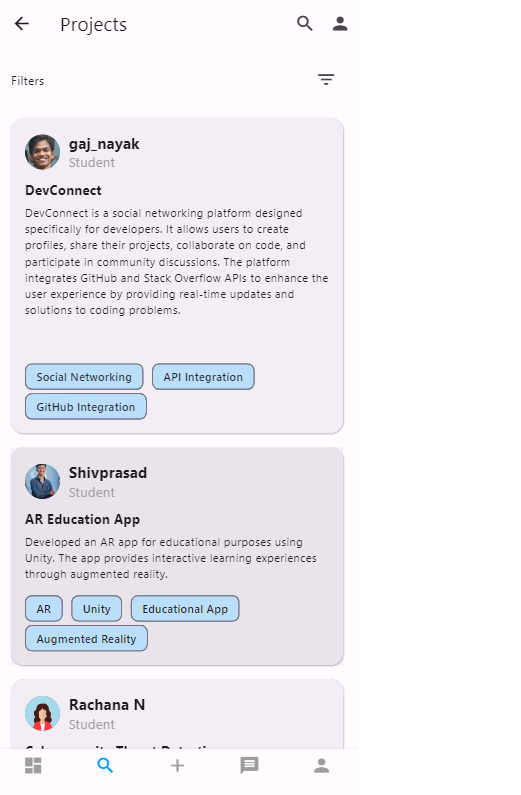 Projects
Filters
gaj_nayak
Student
DevConnect
DevConnect is a social networking platform designed
specifically for developers. It allows users to create
profiles, share their projects, collaborate on code, and
participate in community discussions. The platform
integrates GitHub and Stack Overflow APIs to enhance the
user experience by providing real-time updates and
solutions to coding problems.
Social Networking API Integration
GitHub Integration
Shivprasad
Student
AR Education App
Developed an AR app for educational purposes using
Unity. The app provides interactive learning experiences
through augmented reality.
AR Unity Educational App
Augmented Reality
Rachana N
Student